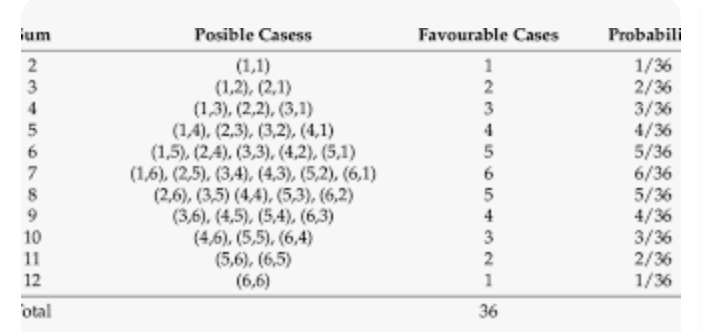 um Posible Casess Favourable Cases Probabili
2 (1,1) 1 1/36
3 (1,2), (2,1) 2 2/36
4 (1,3), (2,2), (3,1) 3 3/36
5 (1,4), (2,3), (3,2), (4,1) 4 4/36
6 (1,5), (2,4), (3,3), (4,2), (5,1) 5 5/36
7 (1,6), (2,5), (3,4), (4,3), (5,2), (6,1) 6 6/36
8 (2,6), (3,5) (4,4), (5,3), (6,2) 5 5/36
9 (3,6), (4,5), (5,4), (6,3) 4 4/36
10 (4,6), (5,5), (6,4) 3 3/36
11 (5,6), (6,5) 2 2/36
12 (6,6) 1 1/36
otal 36